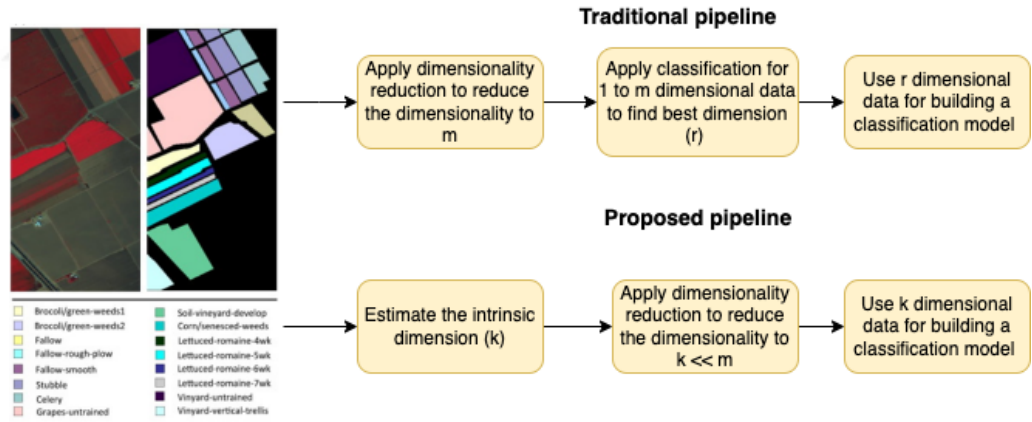 Traditional pipeline
Apply dimensionality
reduction to reduce
the dimensionality to
m
Apply classification for
1 to m dimensional data
to find best dimension
(r)
Use r dimensional
data for building a
classification model
Proposed pipeline
Estimate the intrinsic
dimension (k)
Apply dimensionality
reduction to reduce
the dimensionality to
k << m
Use k dimensional
data for building a
classification model
Brocoli/green-weeds1
Brocoli/green-weeds2
Fallow
Fallow-rough-plow
Fallow-smooth
Stubble
Celery
Grapes-untrained
Soil-vineyard-develop
Corn/senesced-weeds
Lettuced-romaine-4wk
Lettuced-romaine-5wk
Lettuced-romaine-6wk
Lettuced-romaine-7wk
Vinyard-untrained
Vinyard-vertical-trellis